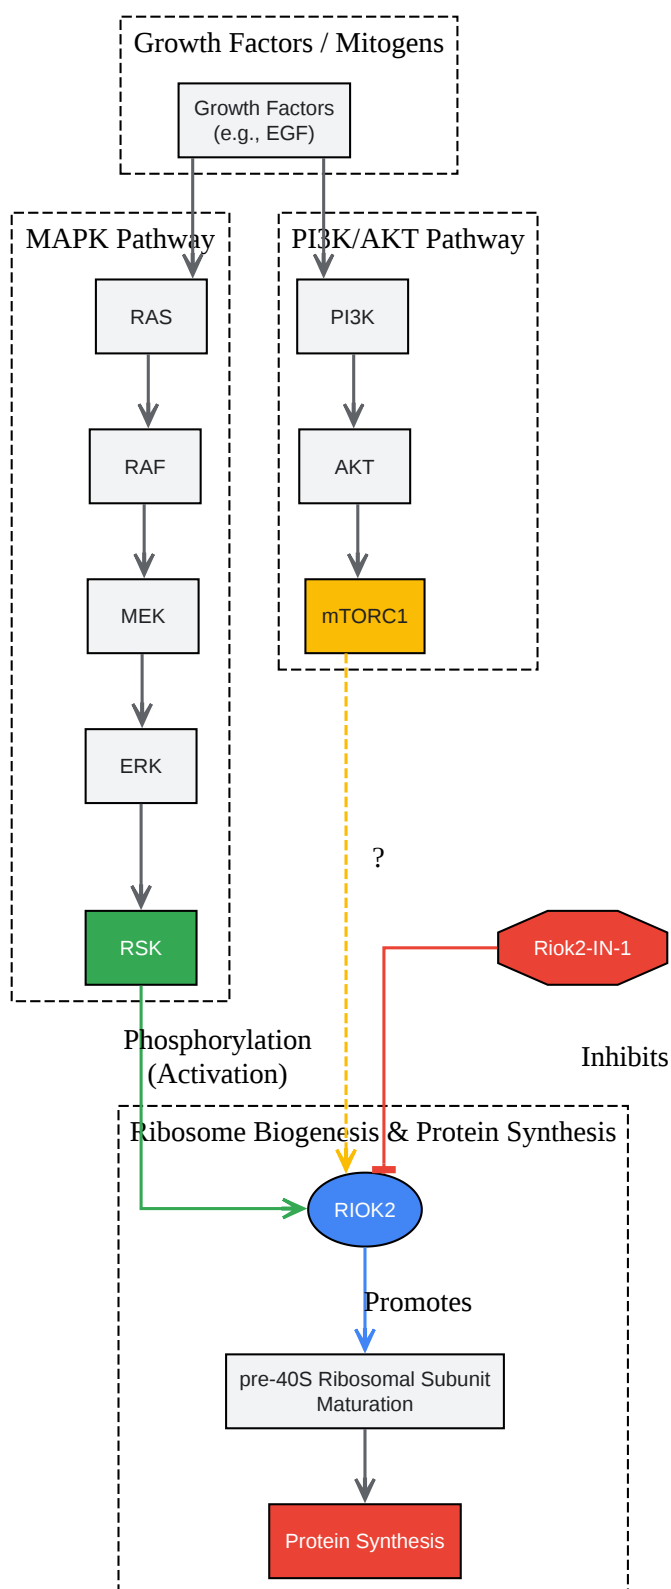 Growth Factors / Mitogens
Growth Factors
(e.g., EGF)
MAPK Pathway
PI3K/AKT Pathway
RAS
PI3K
RAF
AKT
MEK
mTORC1
ERK
?
RSK
Riok2-IN-1
Phosphorylation
(Activation)
Inhibits
Ribosome Biogenesis & Protein Synthesis
RIOK2
Promotes
pre-40S Ribosomal Subunit
Maturation
Protein Synthesis